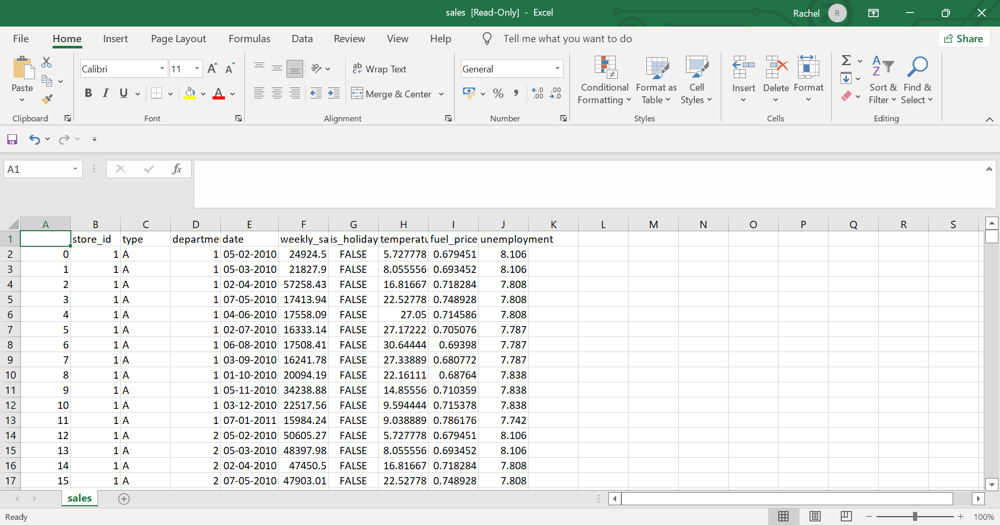 sales [Read-Only] - Excel
Rachel
R
File Home Insert Page Layout Formulas Data Review View Help Tell me what you want to do
Share
Paste
Clipboard
Calibri 11 A A
B I U A
Font
ab Wrap Text
Merge & Center
Alignment
General
% , .0 .00 .00 .0
Number
Conditional Formatting
Format as Table
Cell Styles
Styles
Insert Delete Format
Cells
Σ
A Z
Sort & Filter
Find & Select
Editing
A1
fx
A B C D E F G H I J K L M N O P Q R S
1 store_id type departme date weekly_sa is_holiday temperatu fuel_price unemployment
2 0 1 A 1 05-02-2010 24924.5 FALSE 5.727778 0.679451 8.106
3 1 1 A 1 05-03-2010 21827.9 FALSE 8.055556 0.693452 8.106
4 2 1 A 1 02-04-2010 57258.43 FALSE 16.81667 0.718284 7.808
5 3 1 A 1 07-05-2010 17413.94 FALSE 22.52778 0.748928 7.808
6 4 1 A 1 04-06-2010 17558.09 FALSE 27.05 0.714586 7.808
7 5 1 A 1 02-07-2010 16333.14 FALSE 27.17222 0.705076 7.787
8 6 1 A 1 06-08-2010 17508.41 FALSE 30.64444 0.69398 7.787
9 7 1 A 1 03-09-2010 16241.78 FALSE 27.33889 0.680772 7.787
10 8 1 A 1 01-10-2010 20094.19 FALSE 22.16111 0.68764 7.838
11 9 1 A 1 05-11-2010 34238.88 FALSE 14.85556 0.710359 7.838
12 10 1 A 1 03-12-2010 22517.56 FALSE 9.594444 0.715378 7.838
13 11 1 A 1 07-01-2011 15984.24 FALSE 9.038889 0.786176 7.742
14 12 1 A 2 05-02-2010 50605.27 FALSE 5.727778 0.679451 8.106
15 13 1 A 2 05-03-2010 48397.98 FALSE 8.055556 0.693452 8.106
16 14 1 A 2 02-04-2010 47450.5 FALSE 16.81667 0.718284 7.808
17 15 1 A 2 07-05-2010 47903.01 FALSE 22.52778 0.748928 7.808
sales
Ready
100%